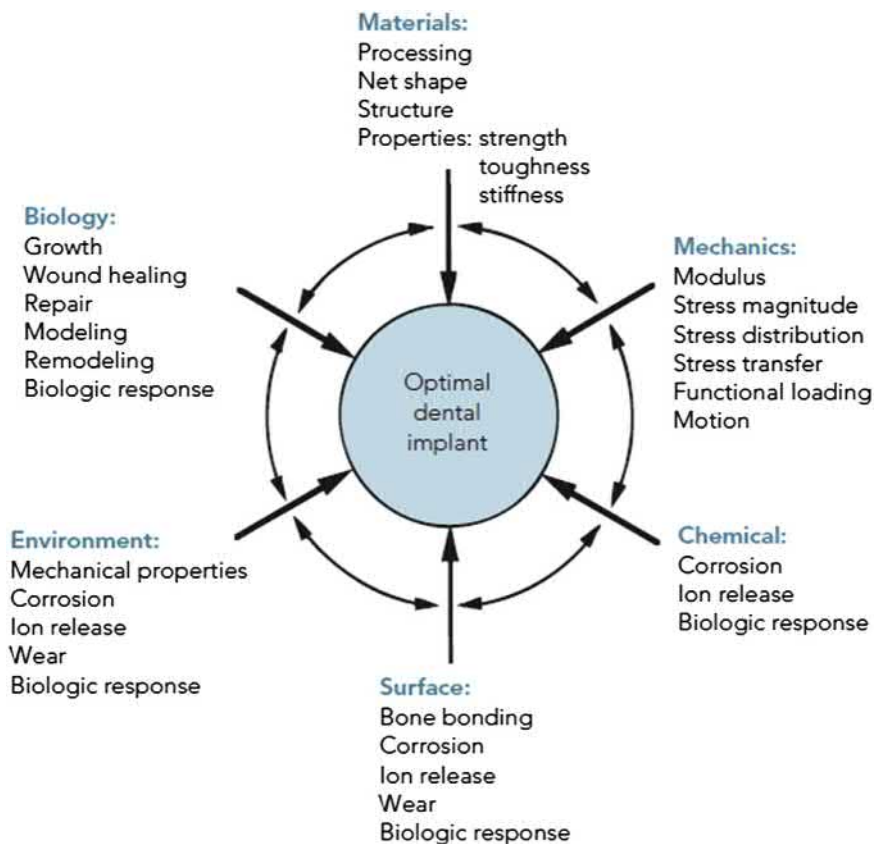 Materials:
Processing
Net shape
Structure
Properties: strength
toughness
stiffness
Biology:
Growth
Wound healing
Repair
Modeling
Remodeling
Biologic response
Mechanics:
Modulus
Stress magnitude
Stress distribution
Stress transfer
Functional loading
Motion
Optimal
dental
implant
Environment:
Mechanical properties
Corrosion
Ion release
Wear
Biologic response
Chemical:
Corrosion
Ion release
Biologic response
Surface:
Bone bonding
Corrosion
Ion release
Wear
Biologic response